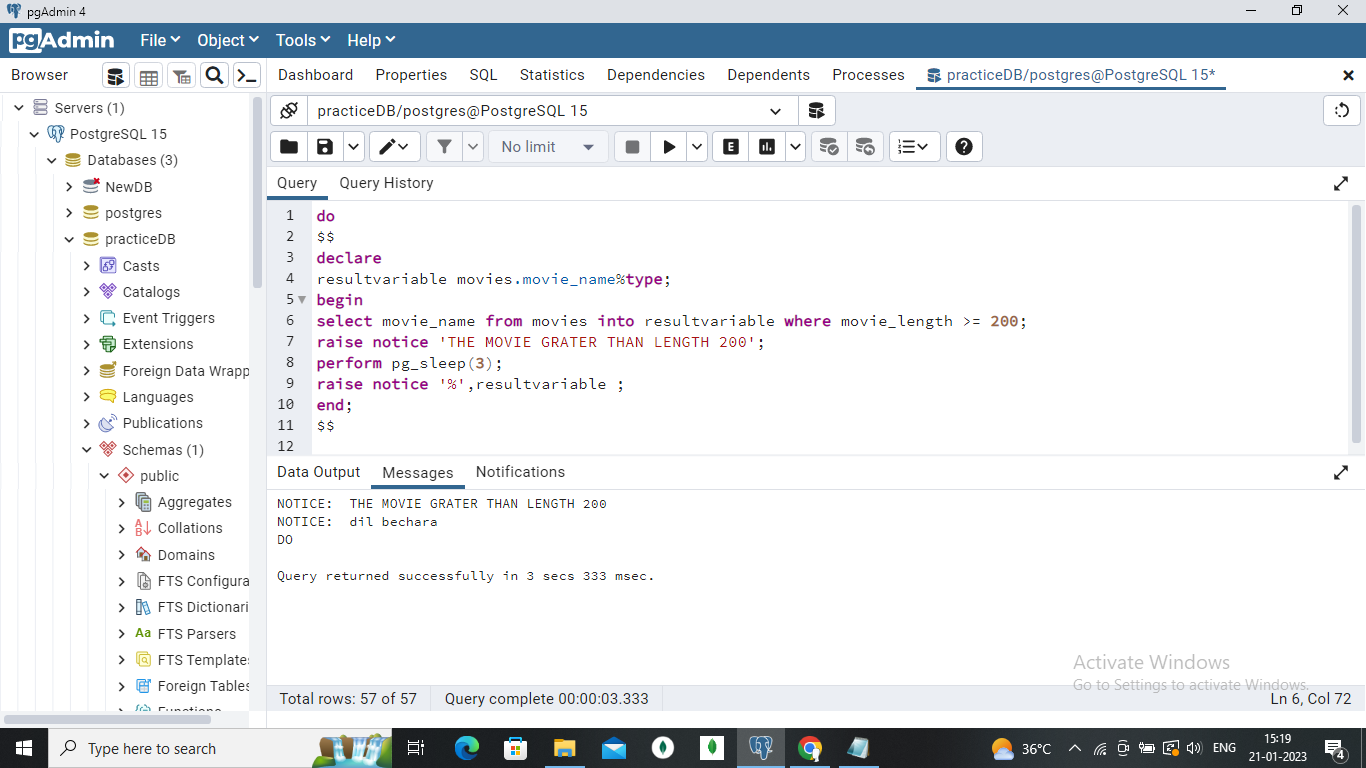 pgAdmin 4
pgAdmin File Object Tools Help
Browser Dashboard Properties SQL Statistics Dependencies Dependents Processes practiceDB/postgres@PostgreSQL 15*
Servers (1)
PostgreSQL 15
Databases (3)
NewDB
postgres
practiceDB
Casts
Catalogs
Event Triggers
Extensions
Foreign Data Wrapp
Languages
Publications
Schemas (1)
public
Aggregates
Collations
Domains
FTS Configura
FTS Dictionari
Aa FTS Parsers
FTS Templates
Foreign Tables
Functions
practiceDB/postgres@PostgreSQL 15
No limit E
Query Query History
1 do
2 $$
3 declare
4 resultvariable movies.movie_name%type;
5 begin
6 select movie_name from movies into resultvariable where movie_length >= 200;
7 raise notice 'THE MOVIE GRATER THAN LENGTH 200';
8 perform pg_sleep(3);
9 raise notice '%',resultvariable ;
10 end;
11 $$
12
Data Output Messages Notifications
NOTICE: THE MOVIE GRATER THAN LENGTH 200
NOTICE: dil bechara
DO
Query returned successfully in 3 secs 333 msec.
Activate Windows
Go to Settings to activate Windows.
Total rows: 57 of 57 Query complete 00:00:03.333 Ln 6, Col 72
Type here to search 36°C ENG 15:19
21-01-2023 4